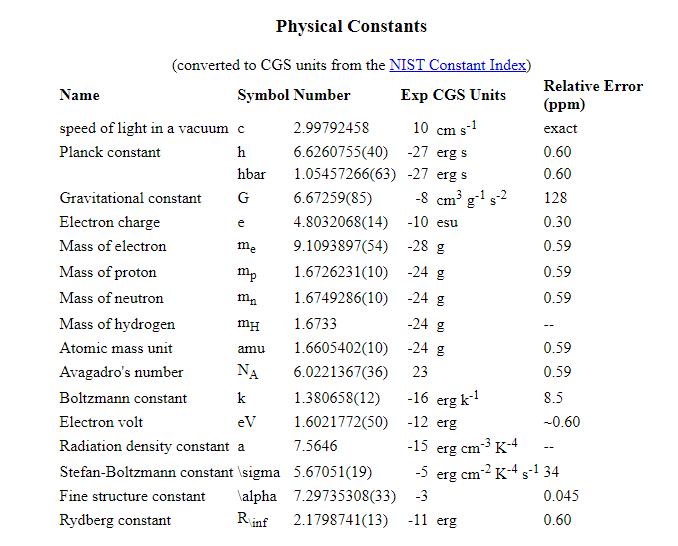 Physical Constants
(converted to CGS units from the NIST Constant Index)
Name Symbol Number Exp CGS Units Relative Error (ppm)
speed of light in a vacuum c 2.99792458 10 cm s⁻¹ exact
Planck constant h 6.6260755(40) -27 erg s 0.60
hbar 1.05457266(63) -27 erg s 0.60
Gravitational constant G 6.67259(85) -8 cm³ g⁻¹ s⁻² 128
Electron charge e 4.8032068(14) -10 esu 0.30
Mass of electron mₑ 9.1093897(54) -28 g 0.59
Mass of proton mₚ 1.6726231(10) -24 g 0.59
Mass of neutron mₙ 1.6749286(10) -24 g 0.59
Mass of hydrogen m_H 1.6733 -24 g --
Atomic mass unit amu 1.6605402(10) -24 g 0.59
Avagadro's number N_A 6.0221367(36) 23 0.59
Boltzmann constant k 1.380658(12) -16 erg k⁻¹ 8.5
Electron volt eV 1.6021772(50) -12 erg ~0.60
Radiation density constant a 7.5646 -15 erg cm⁻³ K⁻⁴ --
Stefan-Boltzmann constant \sigma 5.67051(19) -5 erg cm⁻² K⁻⁴ s⁻¹ 34
Fine structure constant \alpha 7.29735308(33) -3 0.045
Rydberg constant R\inf 2.1798741(13) -11 erg 0.60